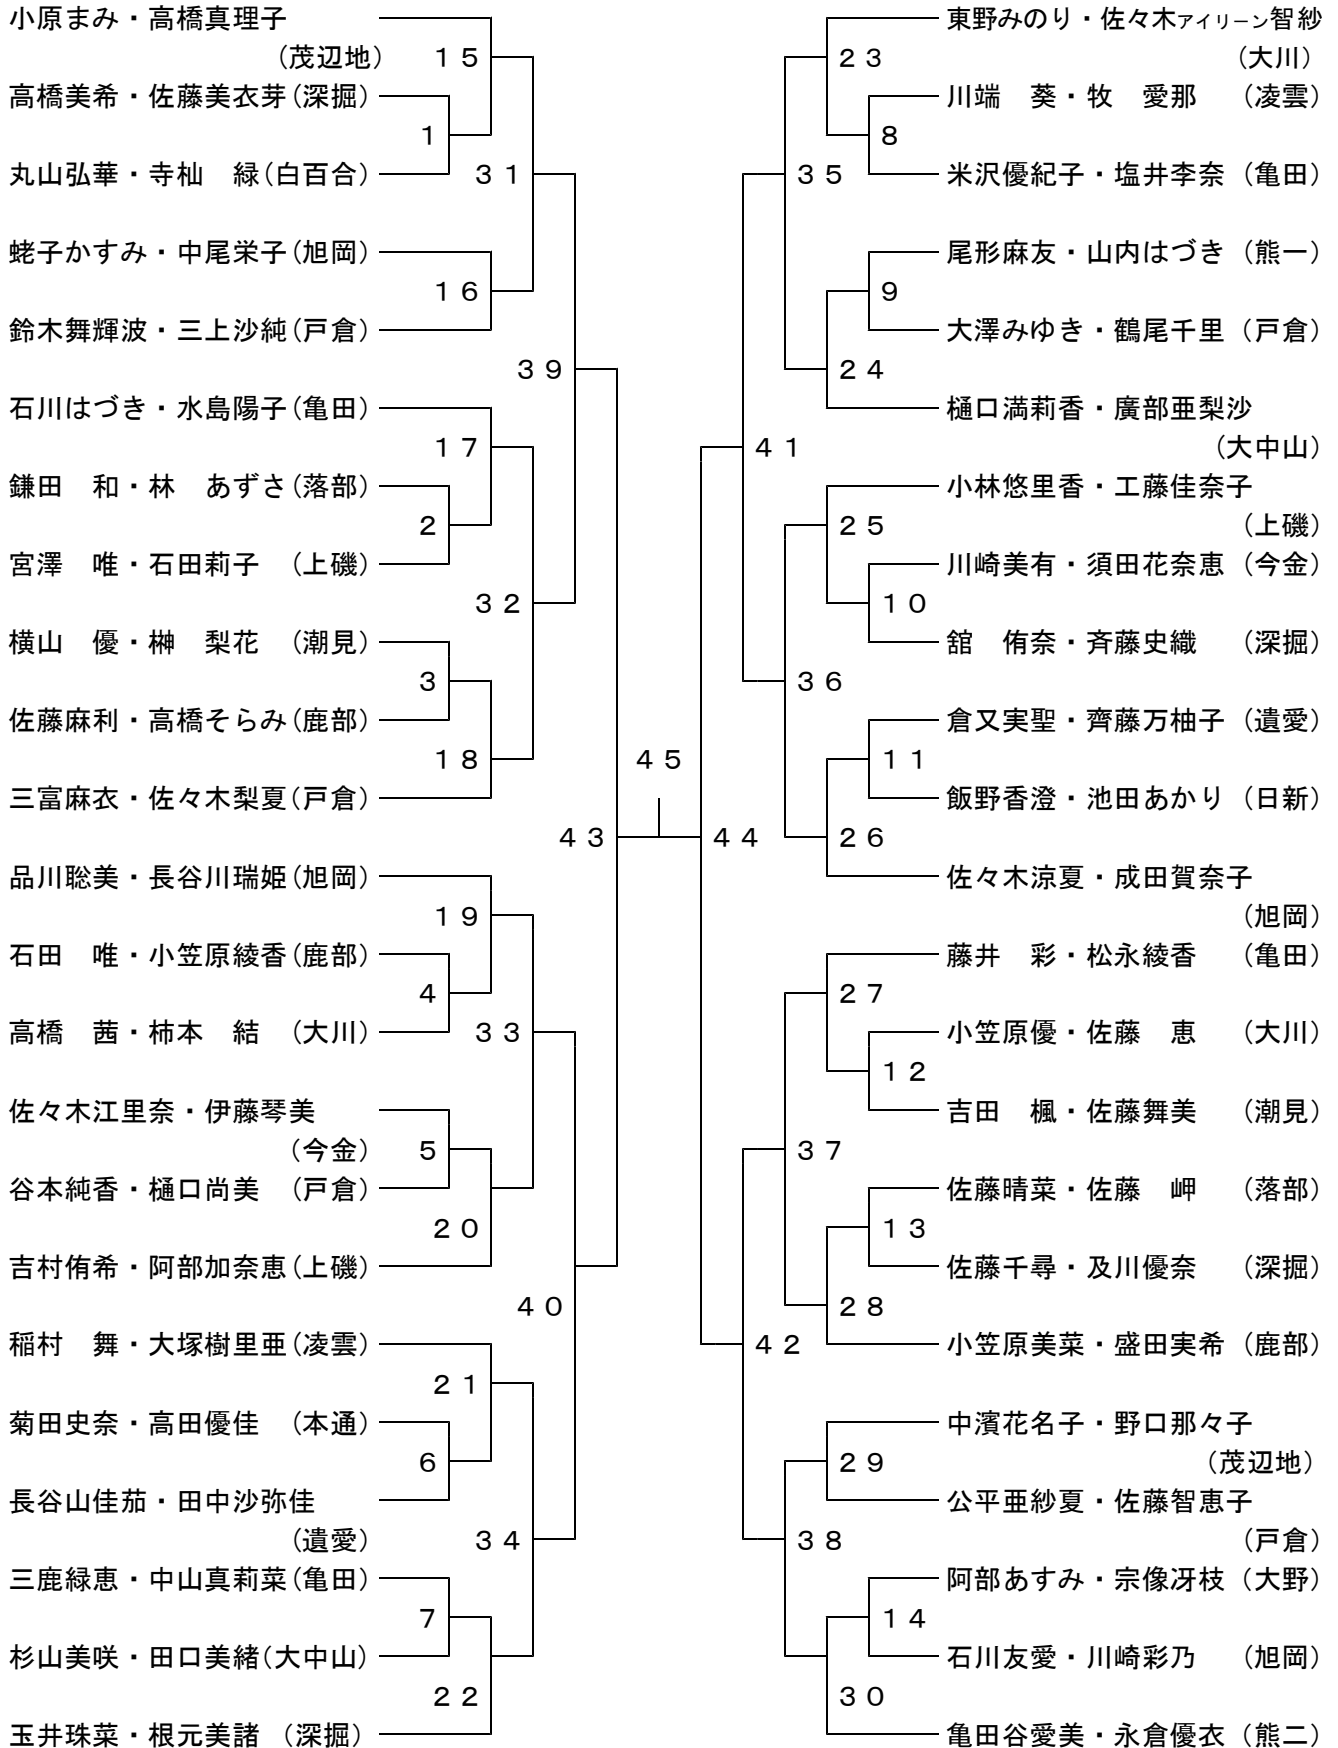 小原まみ・高橋真理子
(茂辺地)
15
高橋美希・佐藤美衣芽(深掘)
1
丸山弘華・寺杣　緑(白百合)
31
蛯子かすみ・中尾栄子(旭岡)
16
鈴木舞輝波・三上沙純(戸倉)
39
石川はづき・水島陽子(亀田)
17
鎌田　和・林　あずさ(落部)
2
宮澤　唯・石田莉子　(上磯)
32
横山　優・榊　梨花　(潮見)
3
佐藤麻利・高橋そらみ(鹿部)
18
三富麻衣・佐々木梨夏(戸倉)
43
品川聡美・長谷川瑞姫(旭岡)
19
石田　唯・小笠原綾香(鹿部)
4
高橋　茜・柿本　結　(大川)
33
佐々木江里奈・伊藤琴美
(今金)
5
谷本純香・樋口尚美　(戸倉)
20
吉村侑希・阿部加奈恵(上磯)
40
稲村　舞・大塚樹里亜(凌雲)
21
菊田史奈・高田優佳　(本通)
6
長谷山佳茄・田中沙弥佳
(遺愛)
34
三鹿緑恵・中山真莉菜(亀田)
7
杉山美咲・田口美緒(大中山)
22
玉井珠菜・根元美諸　(深掘)
45
東野みのり・佐々木アイリーン智紗
(大川)
23
川端　葵・牧　愛那　(凌雲)
8
米沢優紀子・塩井李奈　(亀田)
35
尾形麻友・山内はづき　(熊一)
9
大澤みゆき・鶴尾千里　(戸倉)
24
樋口満莉香・廣部亜梨沙
(大中山)
41
小林悠里香・工藤佳奈子
(上磯)
25
川崎美有・須田花奈恵　(今金)
10
舘　侑奈・斉藤史織　(深掘)
36
倉又実聖・齊藤万柚子　(遺愛)
11
飯野香澄・池田あかり　(日新)
44
26
佐々木涼夏・成田賀奈子
(旭岡)
藤井　彩・松永綾香　(亀田)
27
小笠原優・佐藤　恵　(大川)
12
吉田　楓・佐藤舞美　(潮見)
37
佐藤晴菜・佐藤　岬　(落部)
13
佐藤千尋・及川優奈　(深掘)
28
小笠原美菜・盛田実希　(鹿部)
42
中濱花名子・野口那々子
(茂辺地)
29
公平亜紗夏・佐藤智恵子
(戸倉)
38
阿部あすみ・宗像冴枝　(大野)
14
石川友愛・川崎彩乃　(旭岡)
30
亀田谷愛美・永倉優衣　(熊二)